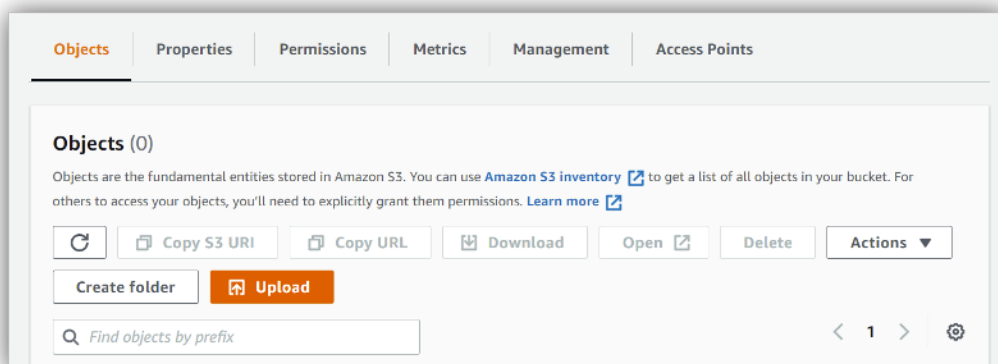 Objects Properties Permissions Metrics Management Access Points
Objects (0)
Objects are the fundamental entities stored in Amazon S3. You can use Amazon S3 inventory to get a list of all objects in your bucket. For
others to access your objects, you'll need to explicitly grant them permissions. Learn more
Copy S3 URI Copy URL Download Open Delete Actions
Create folder Upload
Find objects by prefix 1